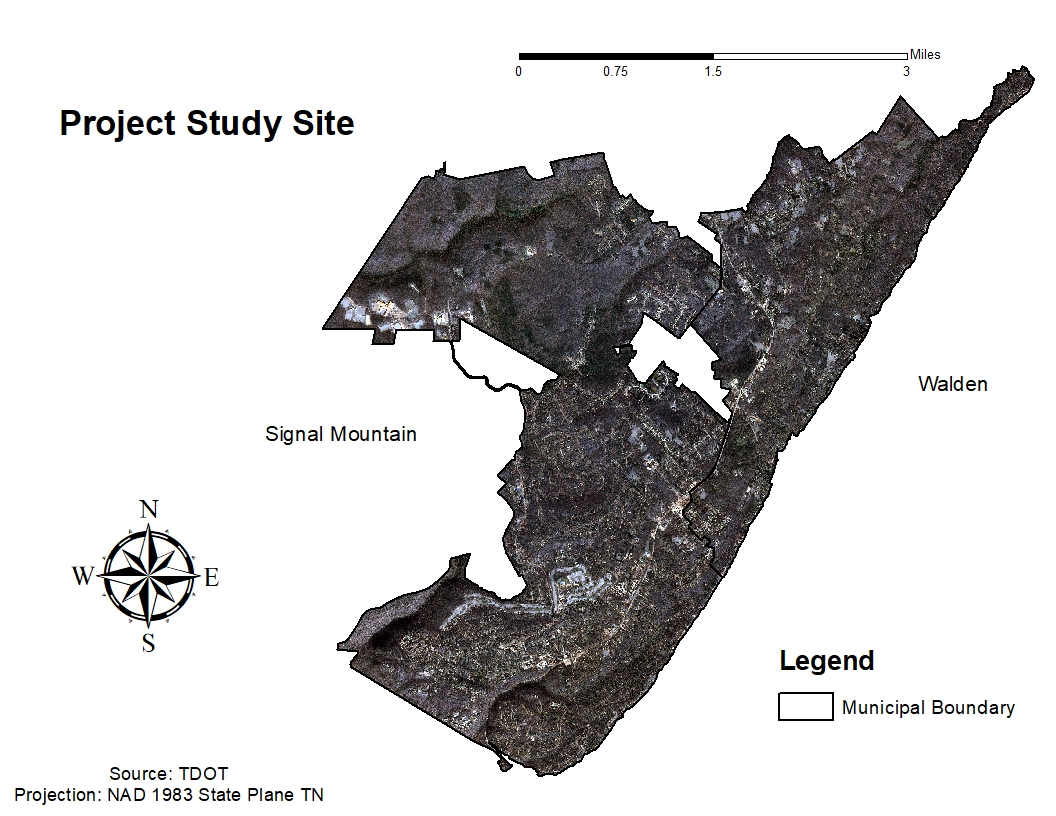 Miles
0 0.75 1.5 3
Project Study Site
Walden
Signal Mountain
N
W E
S
Legend
Municipal Boundary
Source: TDOT
Projection: NAD 1983 State Plane TN